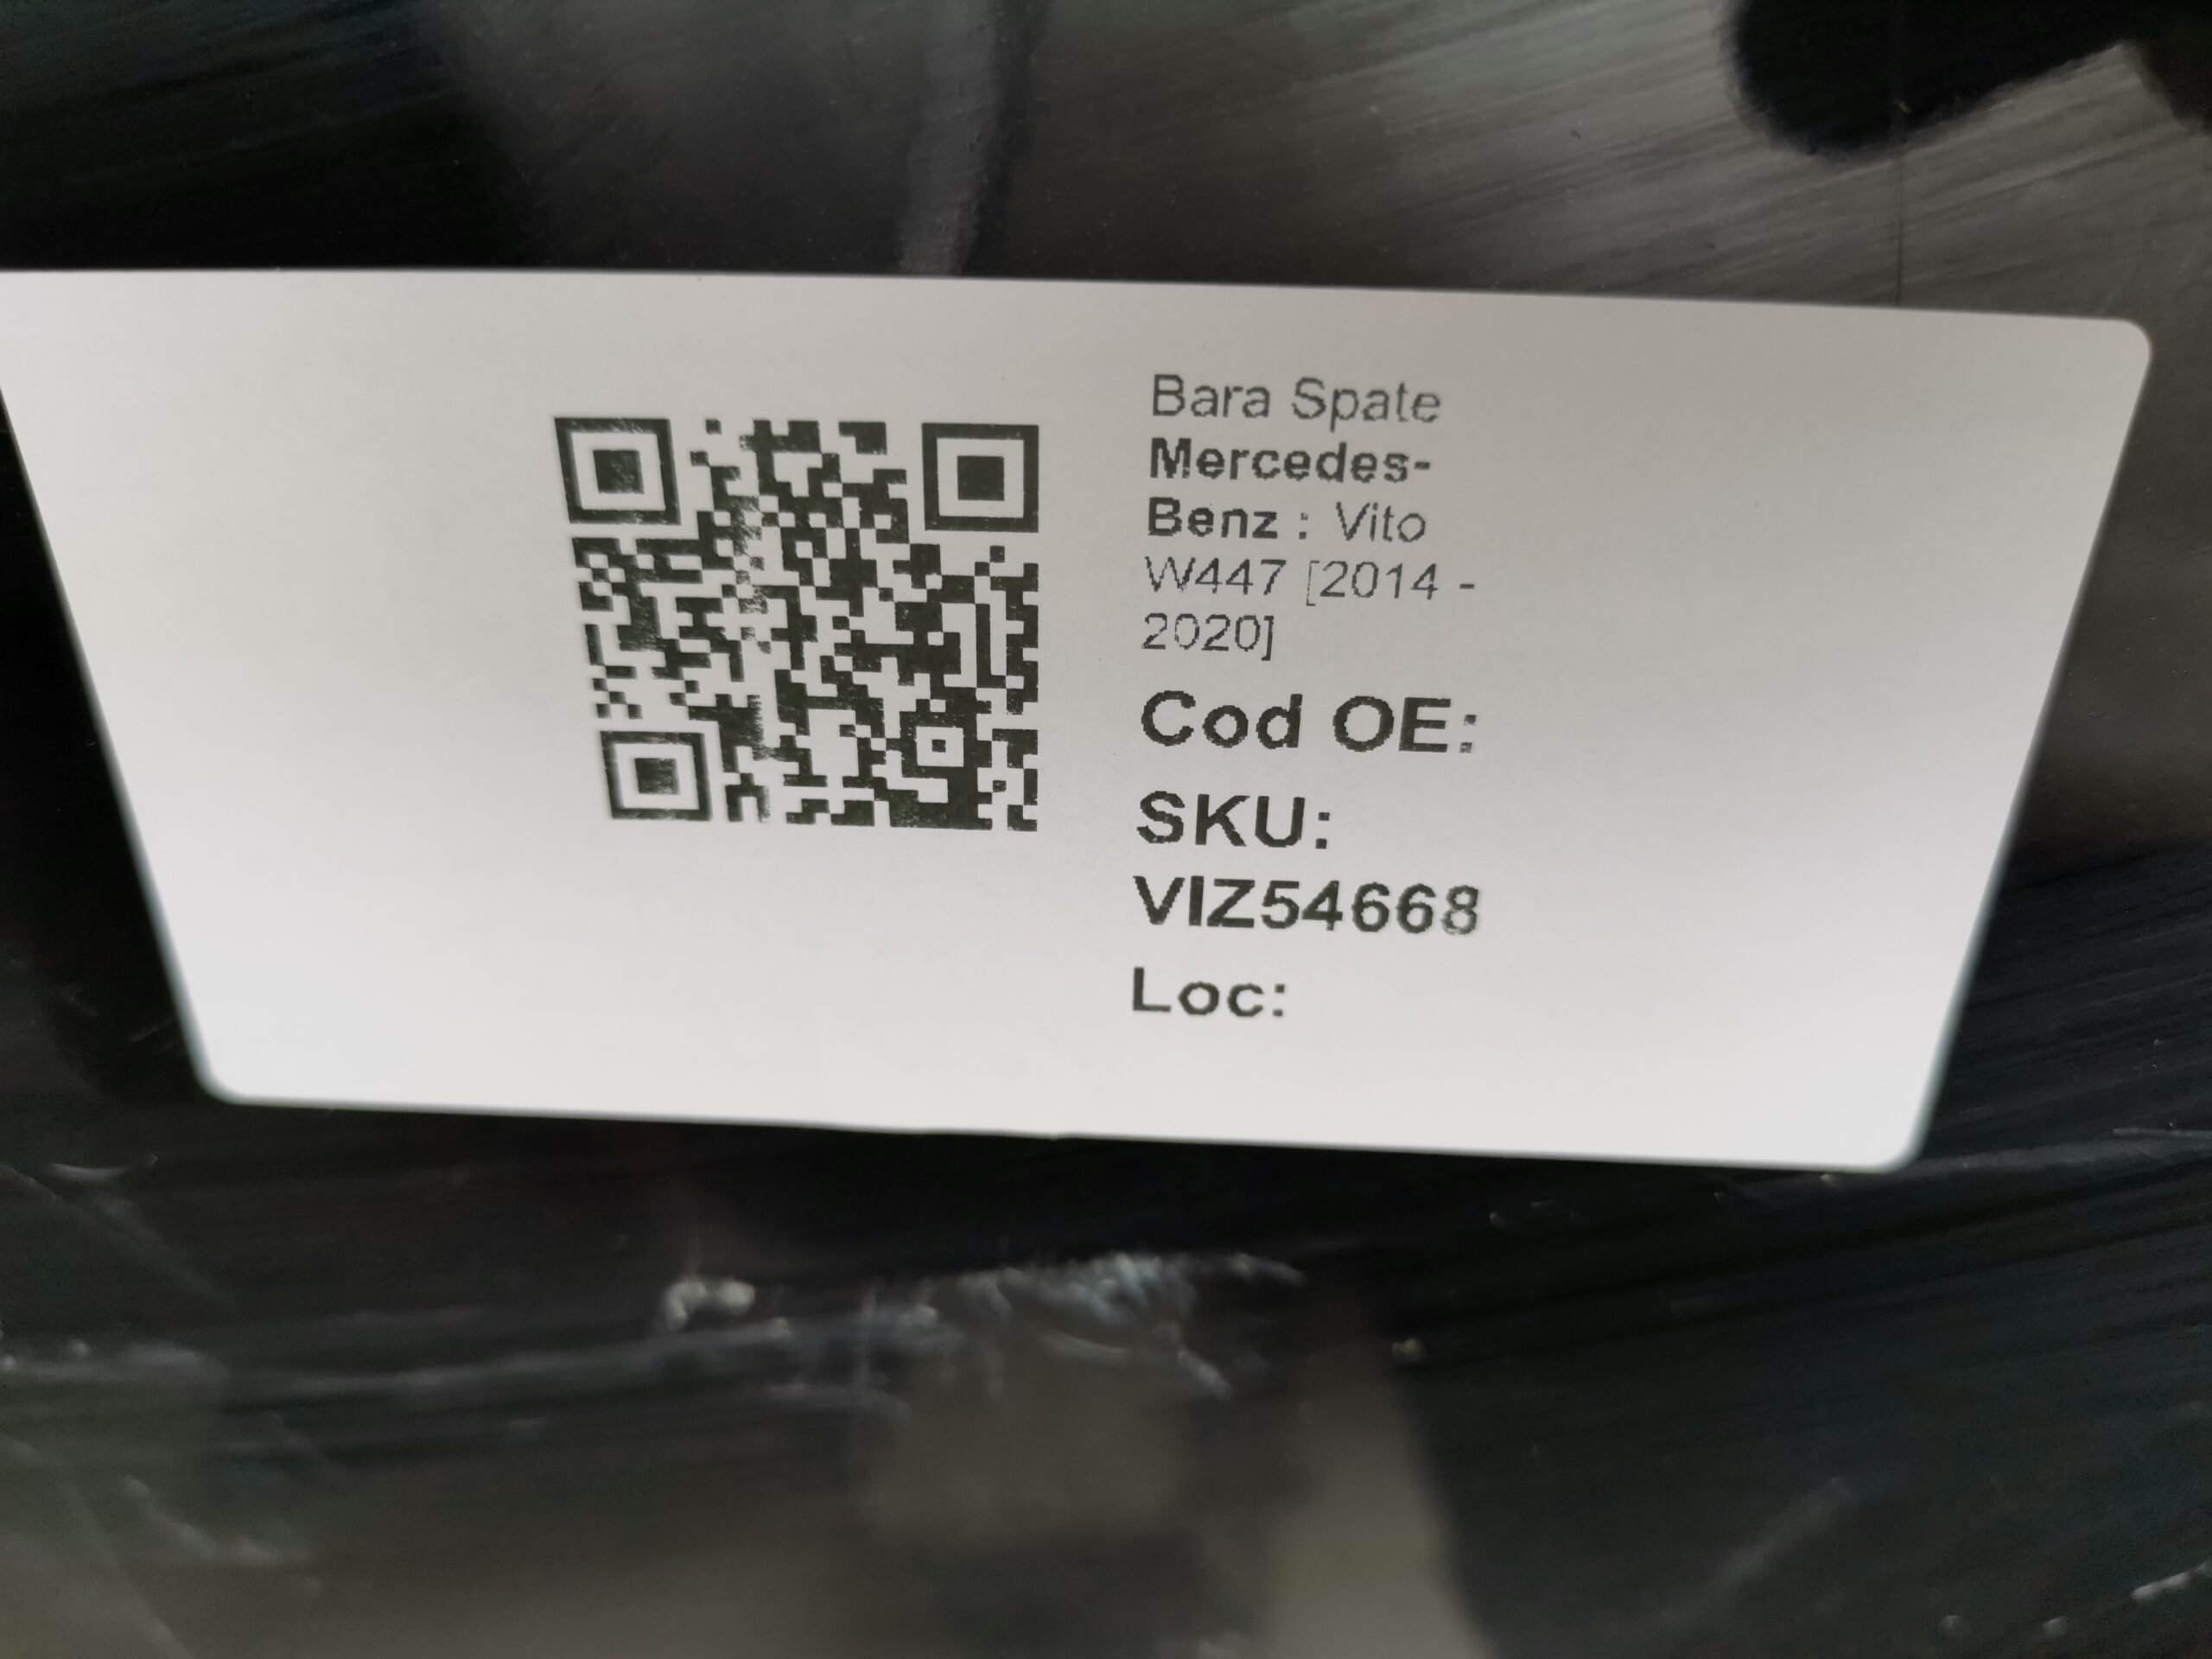 Bara Spate
Mercedes-
Benz : Vito
W447 [2014 -
2020]
Cod OE:
SKU:
VIZ54668
Loc: